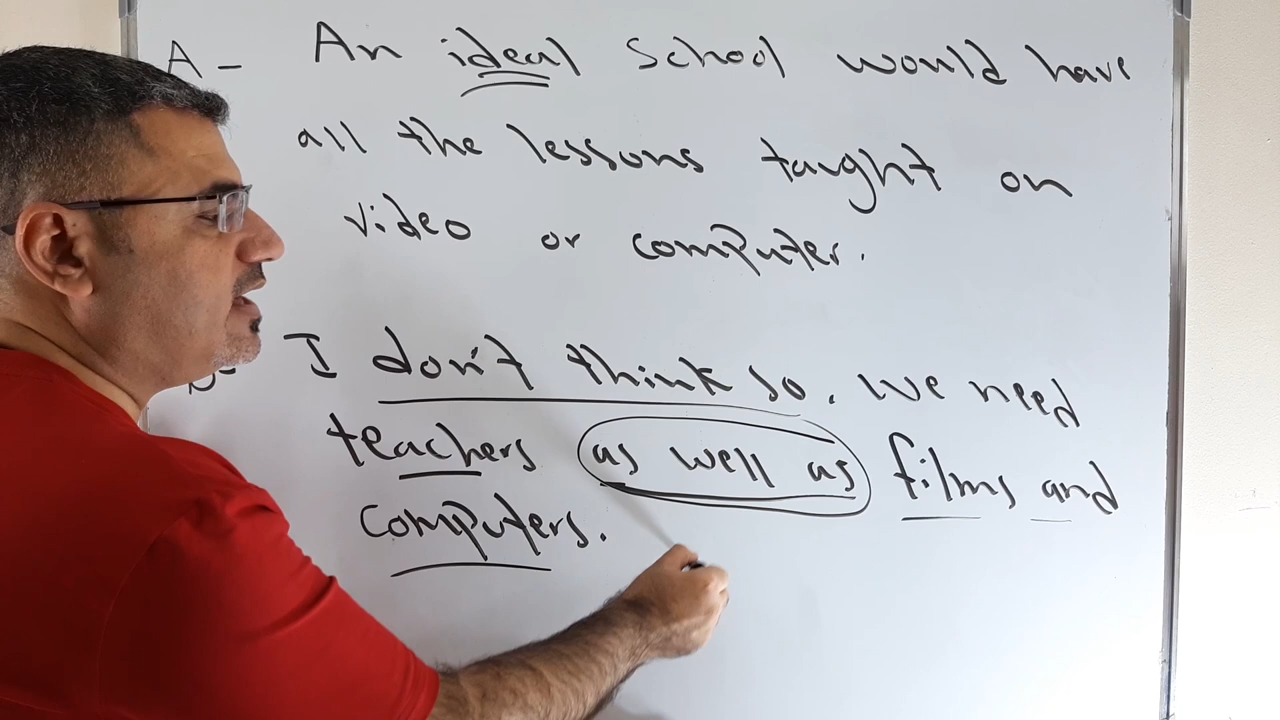 A- An ideal school would have
all the lessons taught on
video or computer.
B- I don't think so. we need
teachers as well as films and
computers.